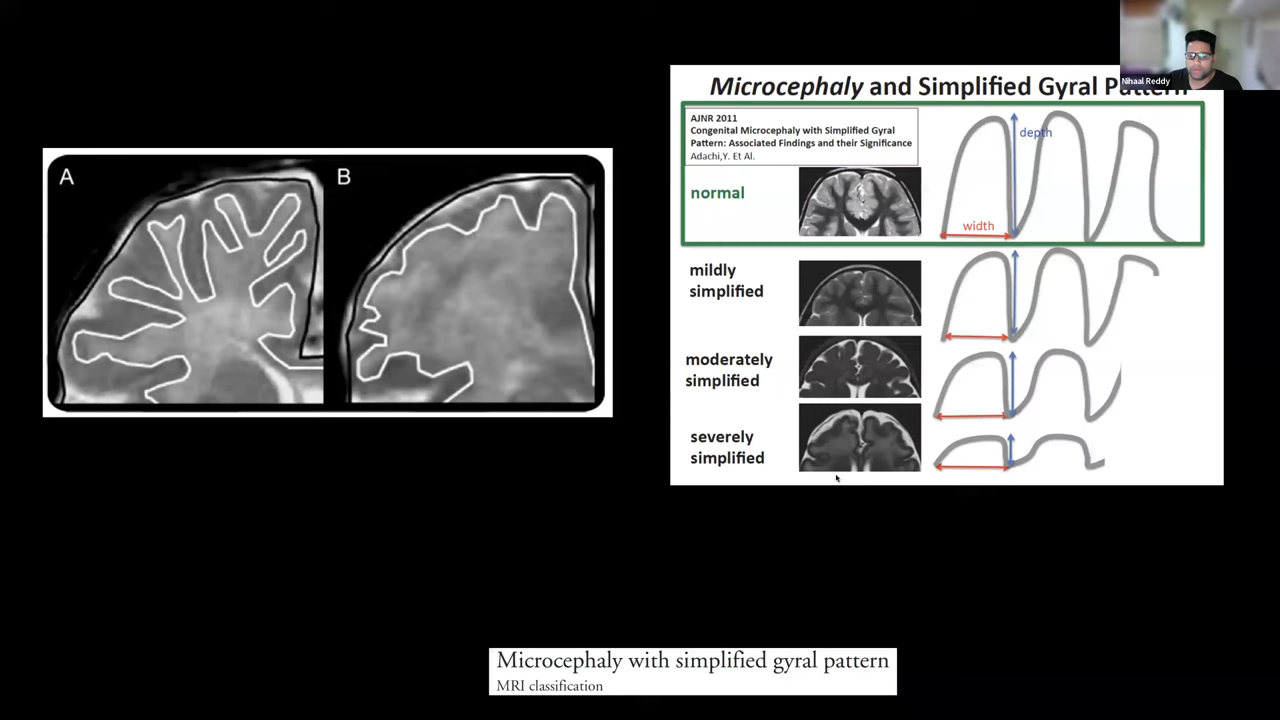 A
B
Microcephaly and Simplified Gyral Pattern
AJNR 2011
Congenital Microcephaly with Simplified Gyral
Pattern: Associated Findings and their Significance
Adachi,Y. Et Al.
normal
depth
width
mildly
simplified
moderately
simplified
severely
simplified
Nihaal Reddy
Microcephaly with simplified gyral pattern
MRI classification